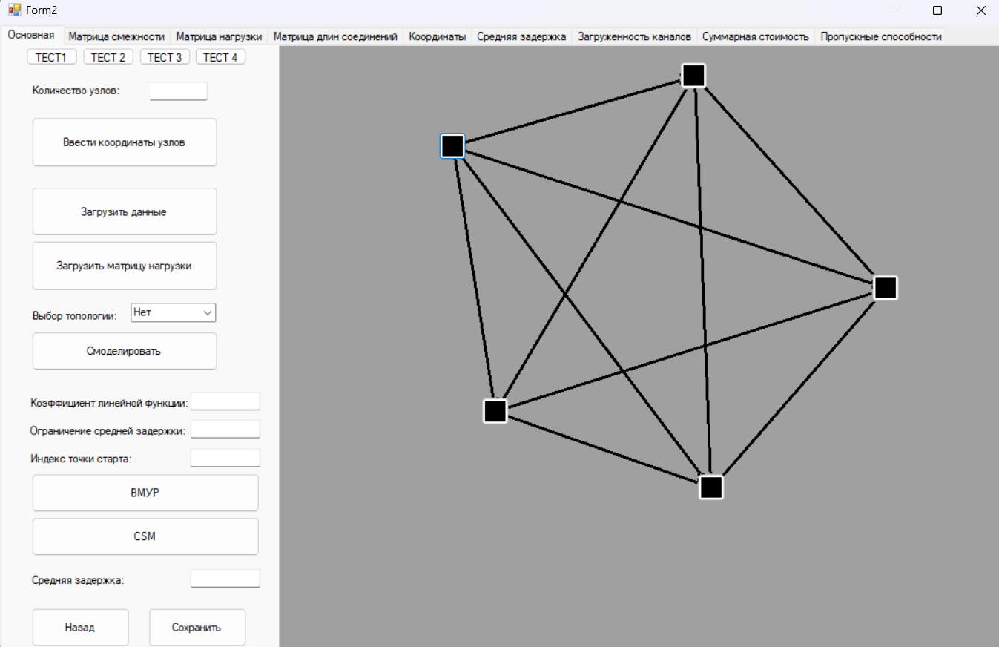 Form2
Основная Матрица смежности Матрица нагрузки Матрица длин соединений Координаты Средняя задержка Загруженность каналов Суммарная стоимость Пропускные способности
ТЕСТ1 ТЕСТ 2 ТЕСТ 3 ТЕСТ 4
Количество узлов:
Ввести координаты узлов
Загрузить данные
Загрузить матрицу нагрузки
Выбор топологии: Нет
Смоделировать
Коэффициент линейной функции:
Ограничение средней задержки:
Индекс точки старта:
ВМУР
CSM
Средняя задержка:
Назад Сохранить